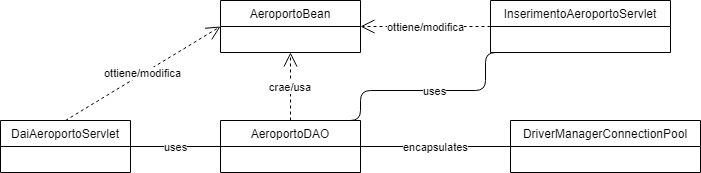 AeroportoBean
InserimentoAeroportoServlet
ottiene/modifica
ottiene/modifica
crae/usa
uses
DaiAeroportoServlet
uses
AeroportoDAO
encapsulates
DriverManagerConnectionPool